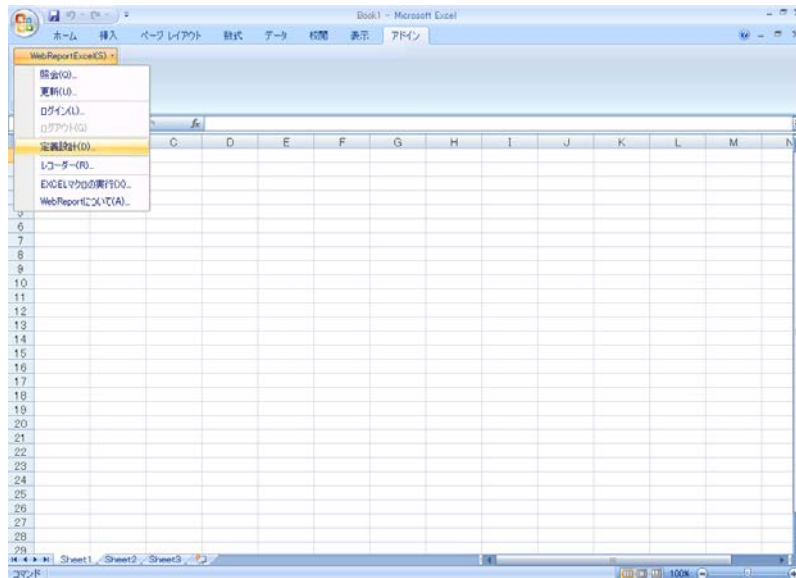 Book1 - Microsoft Excel
ホーム 挿入 ページ レイアウト 数式 データ 校閲 表示 アドイン
WebReportExcel(S)
照会(Q)...
更新(U)...
ログイン(L)...
ログアウト(G)
定義設計(D)...
レコーダー(R)...
EXCELマクロの実行(X)...
WebReportについて(A)...
fx
C D E F G H I J K L M N
5
6
7
8
9
10
11
12
13
14
15
16
17
18
19
20
21
22
23
24
25
26
27
28
29
Sheet1 Sheet2 Sheet3
コマンド 100%